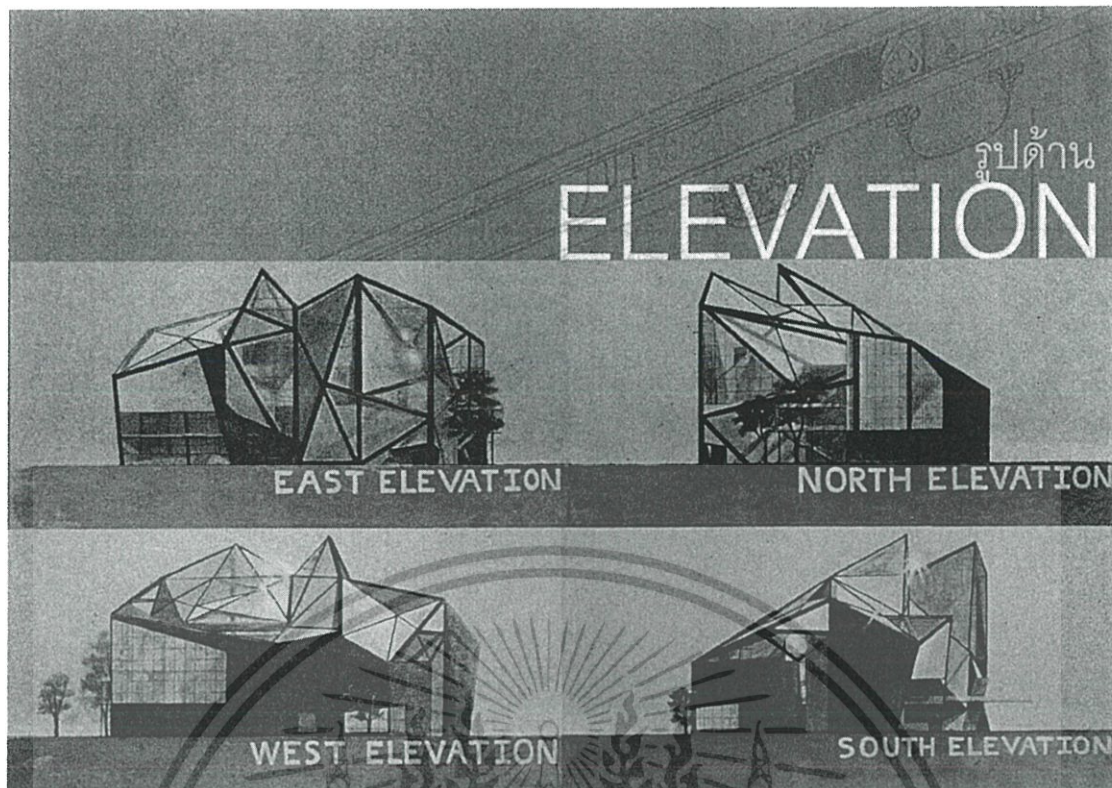 รูปด้าน
ELEVATION
EAST ELEVATION
NORTH ELEVATION
WEST ELEVATION
SOUTH ELEVATION